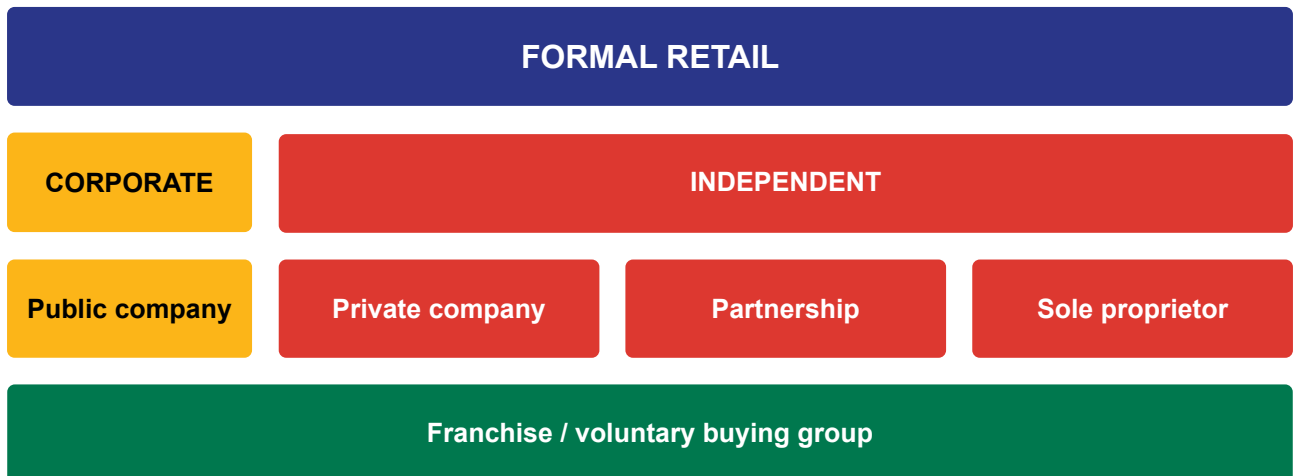 FORMAL RETAIL
CORPORATE
INDEPENDENT
Public company
Private company
Partnership
Sole proprietor
Franchise / voluntary buying group